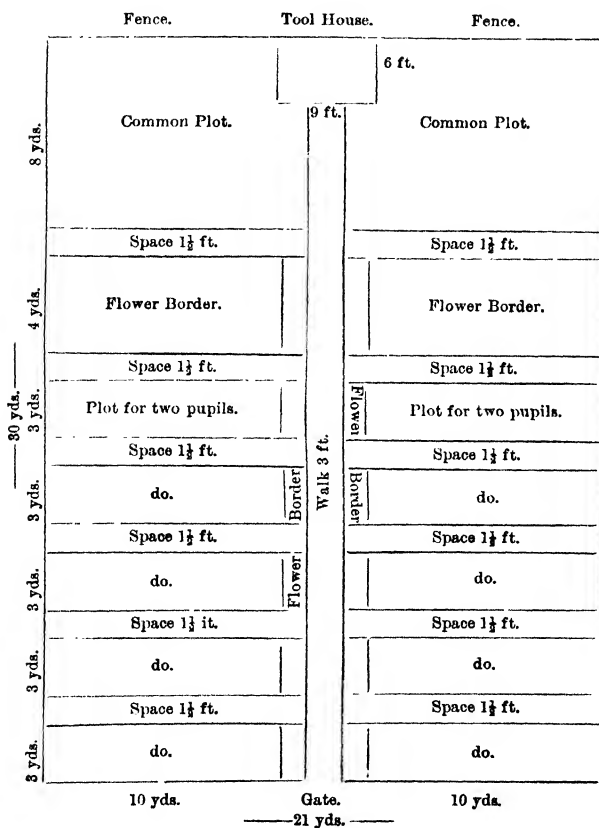 Fence. Tool House. Fence.
6 ft.
9 ft.
Common Plot. Common Plot.
8 yds.
Space 1½ ft. Space 1½ ft.
Flower Border. Flower Border.
4 yds.
Space 1½ ft. Space 1½ ft.
30 yds.
3 yds.
Plot for two pupils. Flower Plot for two pupils.
Space 1½ ft. Walk 3 ft. Space 1½ ft.
3 yds.
do. Border Border do.
Space 1½ ft. Space 1½ ft.
3 yds.
do. Flower do.
Space 1½ it. Space 1½ ft.
3 yds.
do. do.
Space 1½ ft. Space 1½ ft.
3 yds.
do. do.
10 yds. Gate. 10 yds.
21 yds.